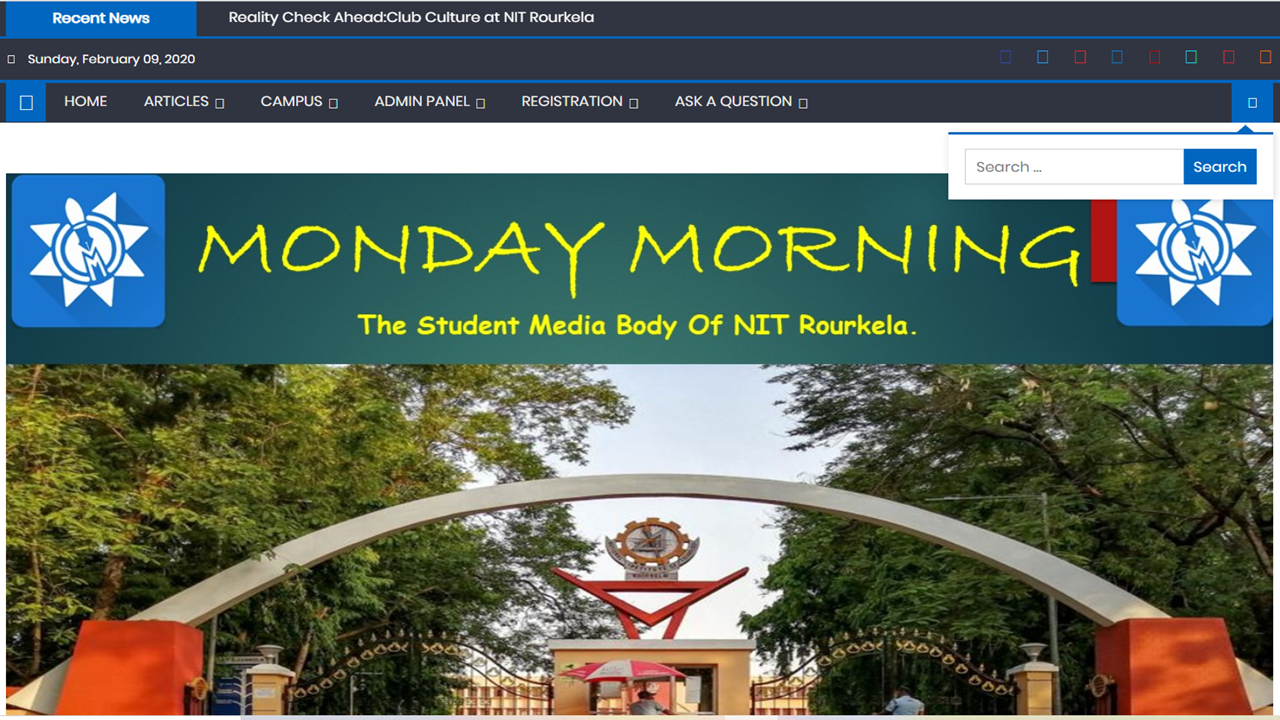 Recent News
Reality Check Ahead:Club Culture at NIT Rourkela
Sunday, February 09, 2020
HOME ARTICLES CAMPUS ADMIN PANEL REGISTRATION ASK A QUESTION
Search ...
Search
MONDAY MORNING
The Student Media Body Of NIT Rourkela.
M
M
ROURKELA